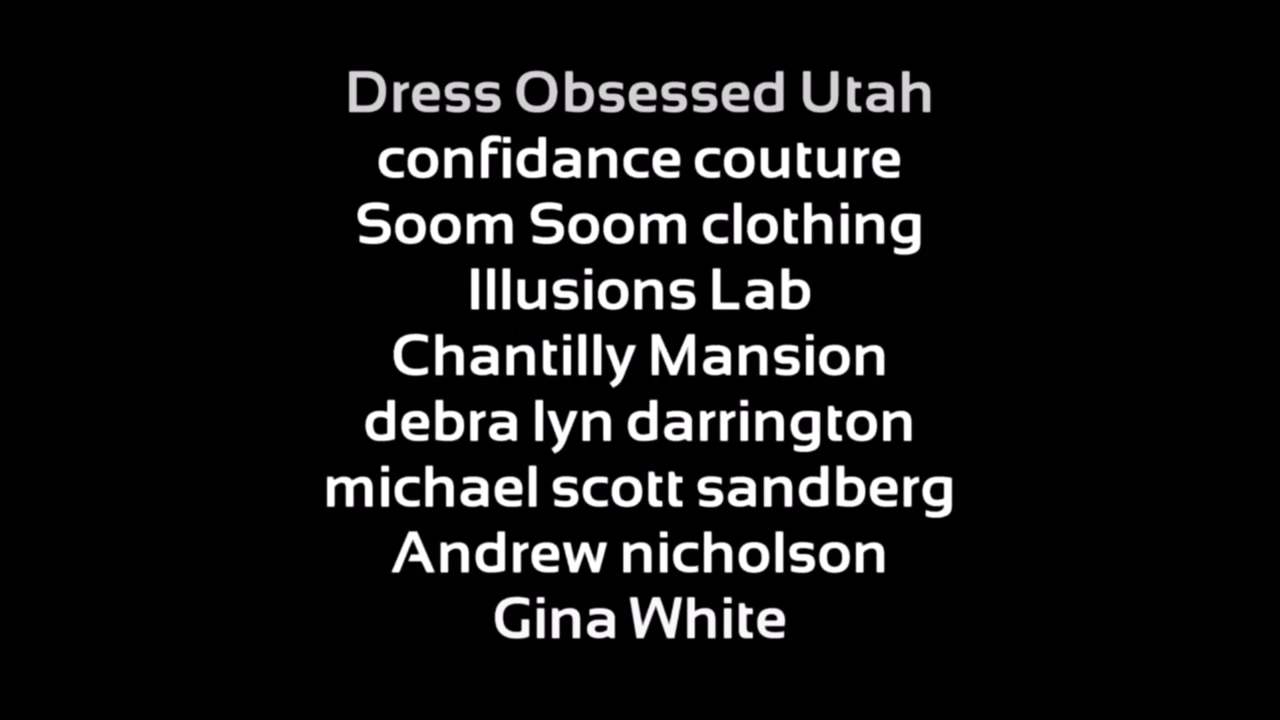 Dress Obsessed Utah
confidance couture
Soom Soom clothing
Illusions Lab
Chantilly Mansion
debra lyn darrington
michael scott sandberg
Andrew nicholson
Gina White